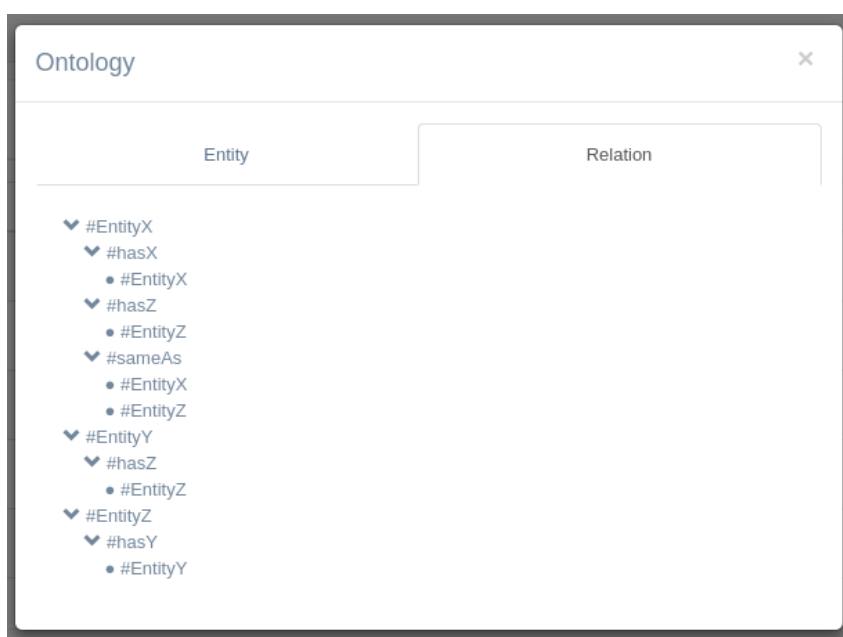 Ontology ×
Entity Relation
#EntityX
#hasX
#EntityX
#hasZ
#EntityZ
#sameAs
#EntityX
#EntityZ
#EntityY
#hasZ
#EntityZ
#EntityZ
#hasY
#EntityY